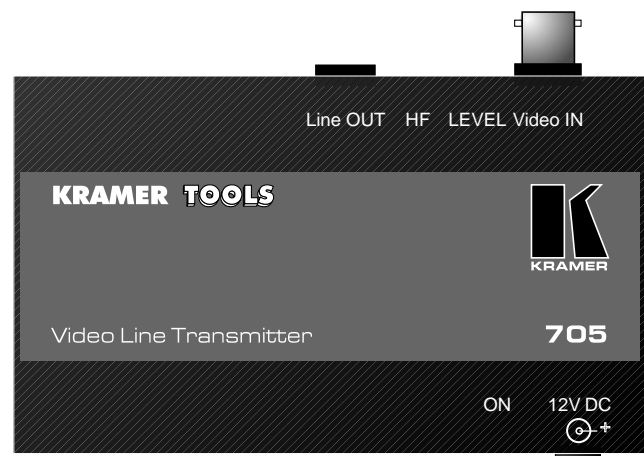 Line OUT HF LEVEL Video IN
KRAMER TOOLS
KRAMER
Video Line Transmitter 705
ON 12V DC
+